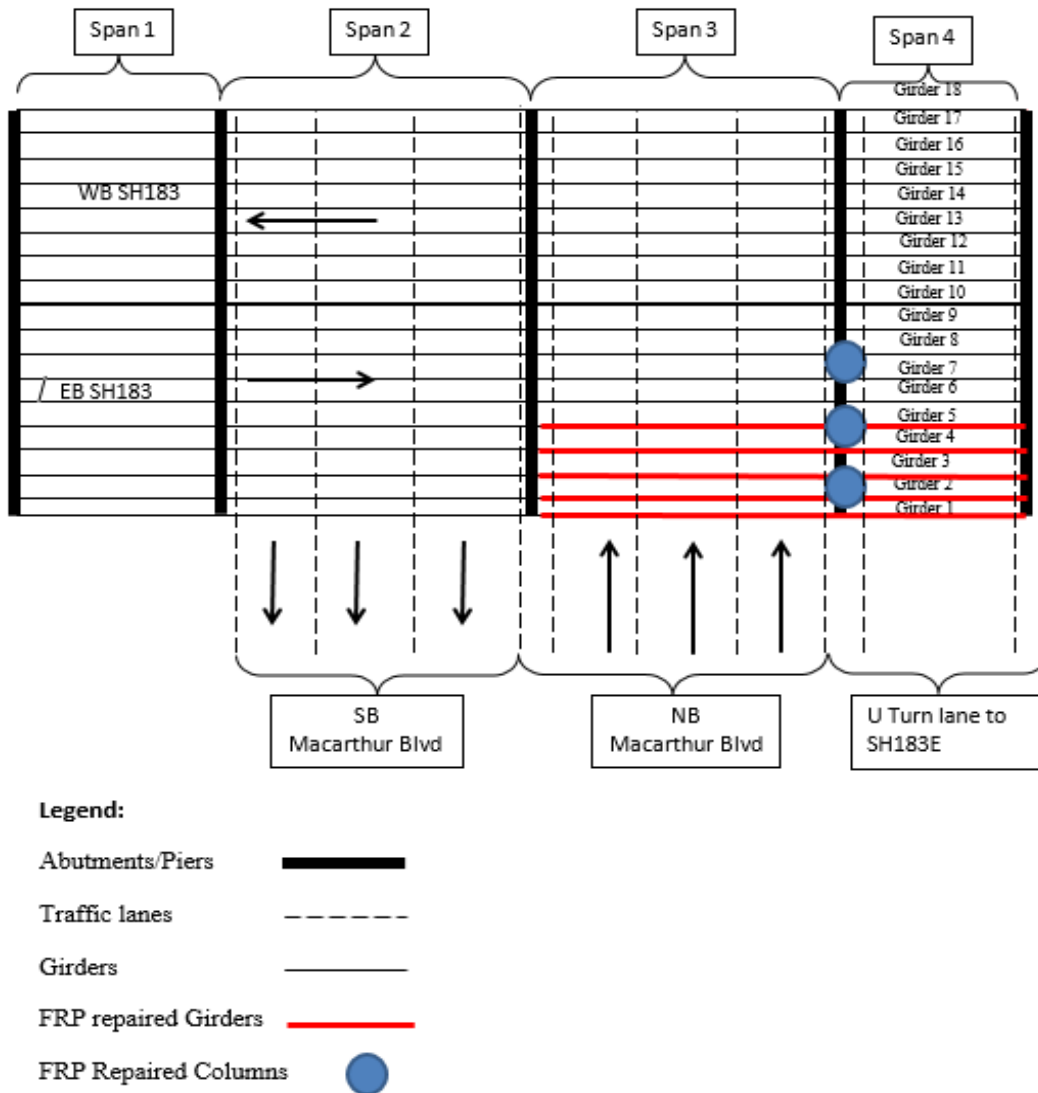 Span 1
Span 2
Span 3
Span 4
Girder 18
Girder 17
Girder 16
Girder 15
WB SH183
Girder 14
Girder 13
Girder 12
Girder 11
Girder 10
Girder 9
Girder 8
Girder 7
/ EB SH183
Girder 6
Girder 5
Girder 4
Girder 3
Girder 2
Girder 1
SB
Macarthur Blvd
NB
Macarthur Blvd
U Turn lane to
SH183E
Legend:
Abutments/Piers
Traffic lanes
Girders
FRP repaired Girders
FRP Repaired Columns